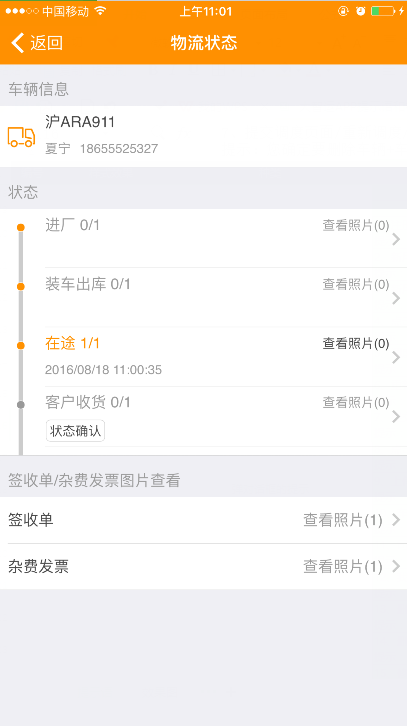 中国移动 上午11:01
返回 物流状态
车辆信息
沪ARA911
夏宁 18655525327
状态
进厂 0/1 查看照片(0)
装车出库 0/1 查看照片(0)
在途 1/1 查看照片(0)
2016/08/18 11:00:35
客户收货 0/1 查看照片(0)
状态确认
签收单/杂费发票图片查看
签收单 查看照片(1)
杂费发票 查看照片(1)